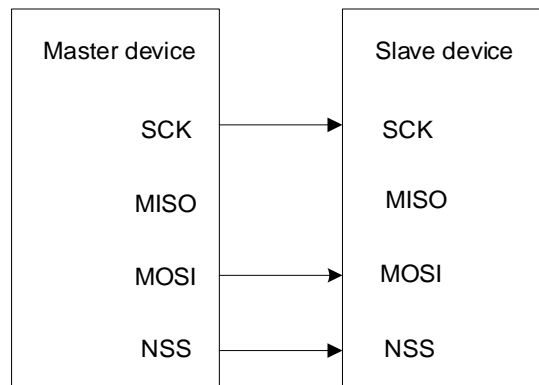 Master device
Slave device
SCK
SCK
MISO
MISO
MOSI
MOSI
NSS
NSS